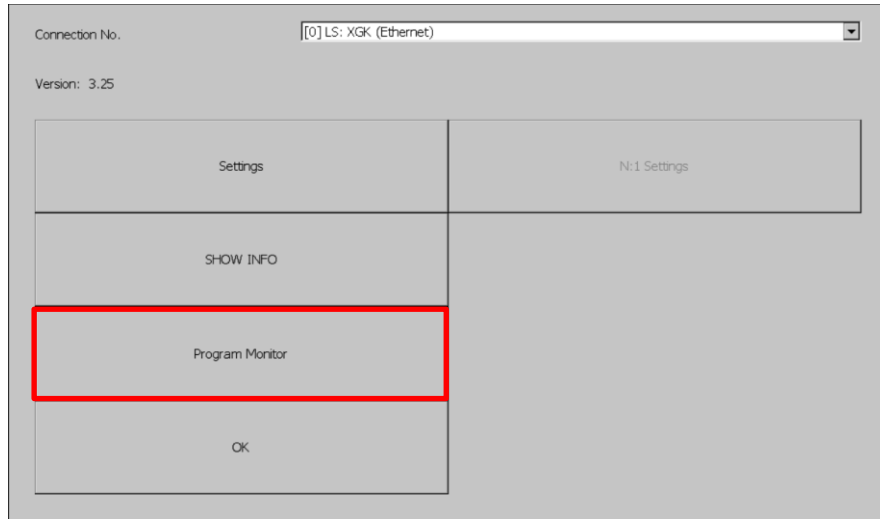 Connection No. [0] LS: XGK (Ethernet)
Version: 3.25
Settings N:1 Settings
SHOW INFO
Program Monitor
OK